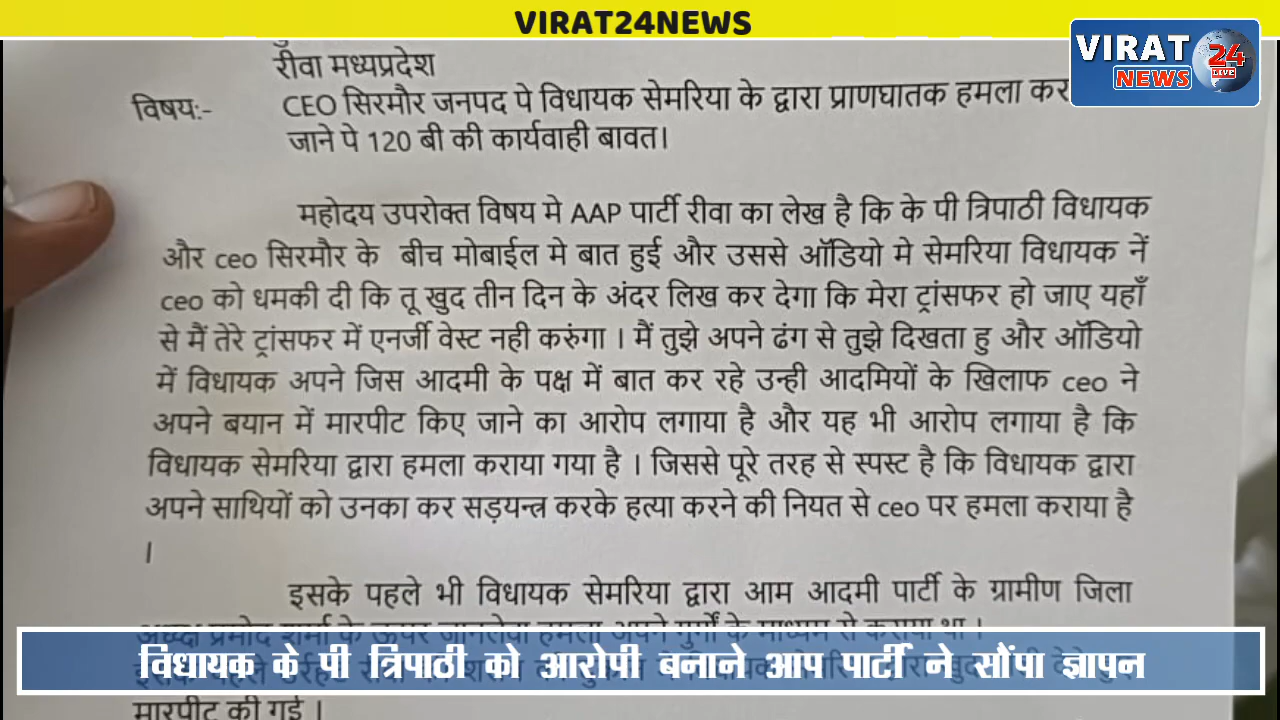 VIRAT24NEWS
VIRAT 24
NEWS LIVE
रीवा मध्यप्रदेश
विषय:- CEO सिरमौर जनपद पे विधायक सेमरिया के द्वारा प्राणघातक हमला कर
जाने पे 120 बी की कार्यवाही बावत।
महोदय उपरोक्त विषय मे AAP पार्टी रीवा का लेख है कि के पी त्रिपाठी विधायक
और ceo सिरमौर के बीच मोबाईल मे बात हुई और उससे ऑडियो मे सेमरिया विधायक नें
ceo को धमकी दी कि तू खुद तीन दिन के अंदर लिख कर देगा कि मेरा ट्रांसफर हो जाए यहाँ
से मैं तेरे ट्रांसफर में एनर्जी वेस्ट नही करुंगा । मैं तुझे अपने ढंग से तुझे दिखता हु और ऑडियो
में विधायक अपने जिस आदमी के पक्ष में बात कर रहे उन्ही आदमियों के खिलाफ ceo ने
अपने बयान में मारपीट किए जाने का आरोप लगाया है और यह भी आरोप लगाया है कि
विधायक सेमरिया द्वारा हमला कराया गया है । जिससे पूरे तरह से स्पस्ट है कि विधायक द्वारा
अपने साथियों को उनका कर सड़यन्त्र करके हत्या करने की नियत से ceo पर हमला कराया है
।
इसके पहले भी विधायक सेमरिया द्वारा आम आदमी पार्टी के ग्रामीण जिला
विधायक के पी त्रिपाठी को आरोपी बनाने आप पार्टी ने सौंपा ज्ञापन
मारपीट की गई ।